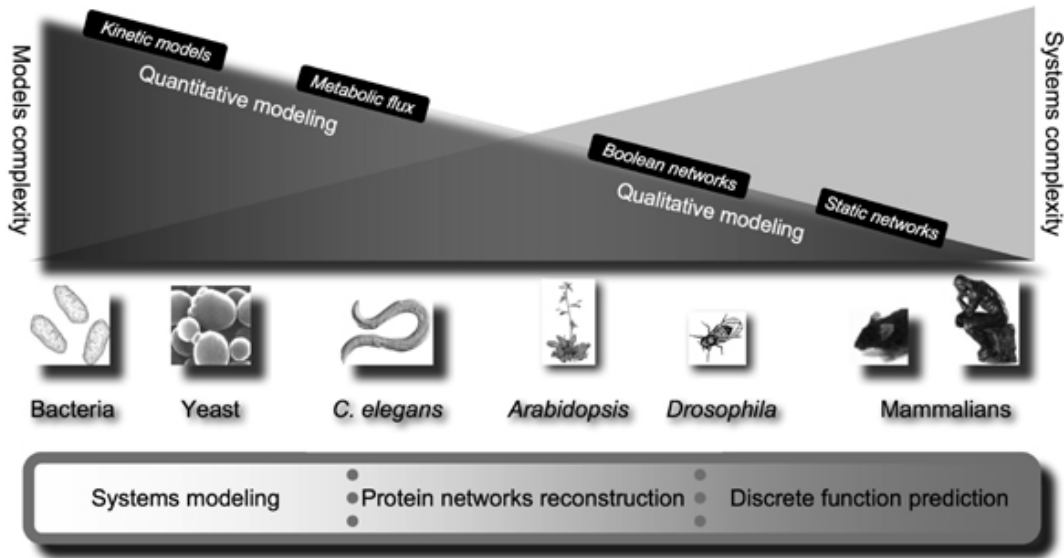 Models complexity
Kinetic models
Quantitative modeling
Metabolic flux
Boolean networks
Qualitative modeling
Static networks
Systems complexity
Bacteria
Yeast
C. elegans
Arabidopsis
Drosophila
Mammalians
Systems modeling
Protein networks reconstruction
Discrete function prediction